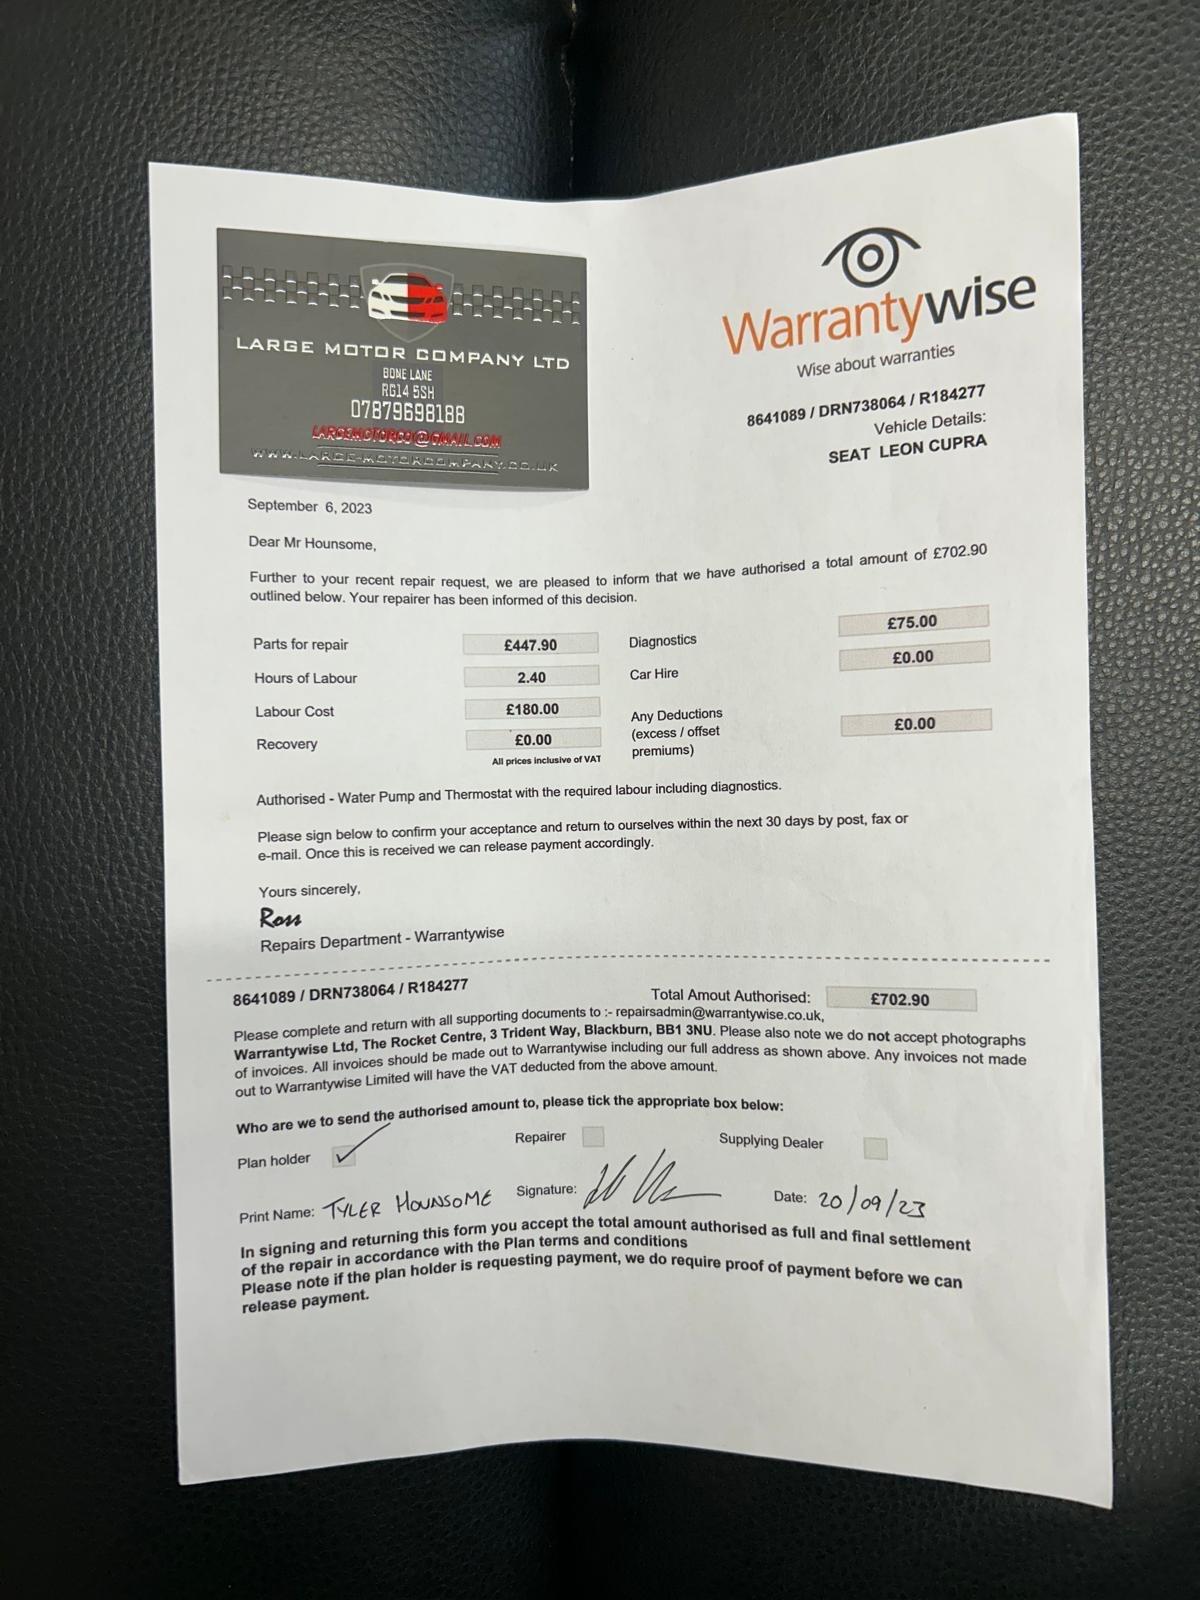 LARGE MOTOR COMPANY LTD
BONE LANE
RG14 5SH
07879698188
LARGEMOTORCO@GMAIL.COM
WWW.LARGE-MOTORCOMPANY.CO.UK
Warrantywise
Wise about warranties
8641089 / DRN738064 / R184277
Vehicle Details:
SEAT LEON CUPRA
September 6, 2023
Dear Mr Hounsome,
Further to your recent repair request, we are pleased to inform that we have authorised a total amount of £702.90
outlined below. Your repairer has been informed of this decision.
Parts for repair £447.90 Diagnostics £75.00
Hours of Labour 2.40 Car Hire £0.00
Labour Cost £180.00 Any Deductions £0.00
(excess / offset
premiums)
Recovery £0.00
All prices inclusive of VAT
Authorised - Water Pump and Thermostat with the required labour including diagnostics.
Please sign below to confirm your acceptance and return to ourselves within the next 30 days by post, fax or
e-mail. Once this is received we can release payment accordingly.
Yours sincerely,
Ross
Repairs Department - Warrantywise
8641089 / DRN738064 / R184277 Total Amout Authorised: £702.90
Please complete and return with all supporting documents to :- repairsadmin@warrantywise.co.uk,
Warrantywise Ltd, The Rocket Centre, 3 Trident Way, Blackburn, BB1 3NU. Please also note we do not accept photographs
of invoices. All invoices should be made out to Warrantywise including our full address as shown above. Any invoices not made
out to Warrantywise Limited will have the VAT deducted from the above amount.
Who are we to send the authorised amount to, please tick the appropriate box below:
Plan holder ✓ Repairer Supplying Dealer
Print Name: TYLER HOUNSOME Signature: Date: 20/09/23
In signing and returning this form you accept the total amount authorised as full and final settlement
of the repair in accordance with the Plan terms and conditions
Please note if the plan holder is requesting payment, we do require proof of payment before we can
release payment.